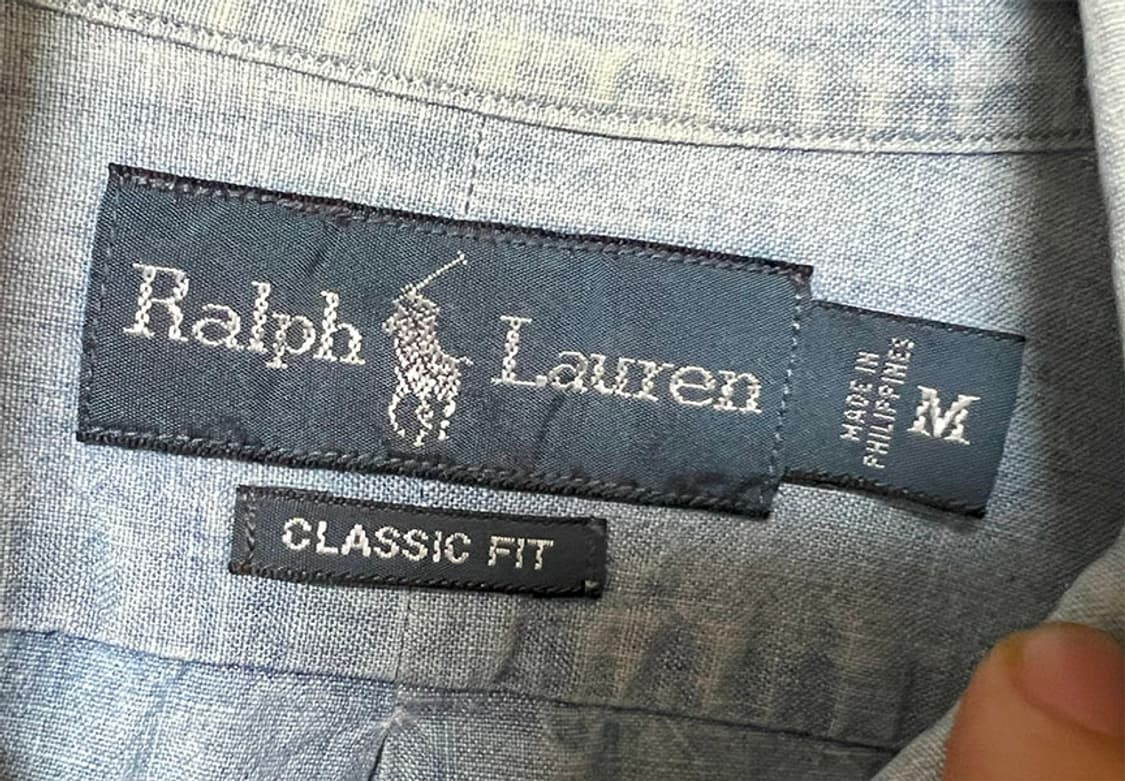 Ralph Lauren
MADE IN
PHILIPPINES
M
CLASSIC FIT